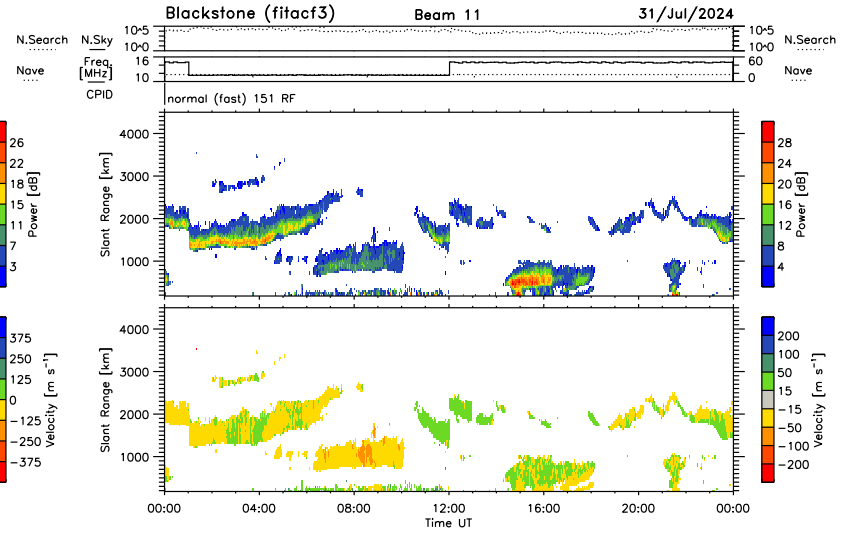 Blackstone (fitacf3) Beam 11 31/Jul/2024
N.Search N.Sky 10^5 10^0 10^5 10^0 N.Search
Nave Freq. [MHz] 16 10 60 0 Nave
CPID normal (fast) 151 RF
26 22 18 15 11 7 3 Power [dB]
4000 3000 2000 1000 Slant Range [km]
28 24 20 16 12 8 4 Power [dB]
375 250 125 0 −125 −250 −375 Velocity [m s⁻¹]
4000 3000 2000 1000 Slant Range [km]
200 100 50 15 −15 −50 −100 −200 Velocity [m s⁻¹]
00:00 04:00 08:00 12:00 16:00 20:00 00:00
Time UT